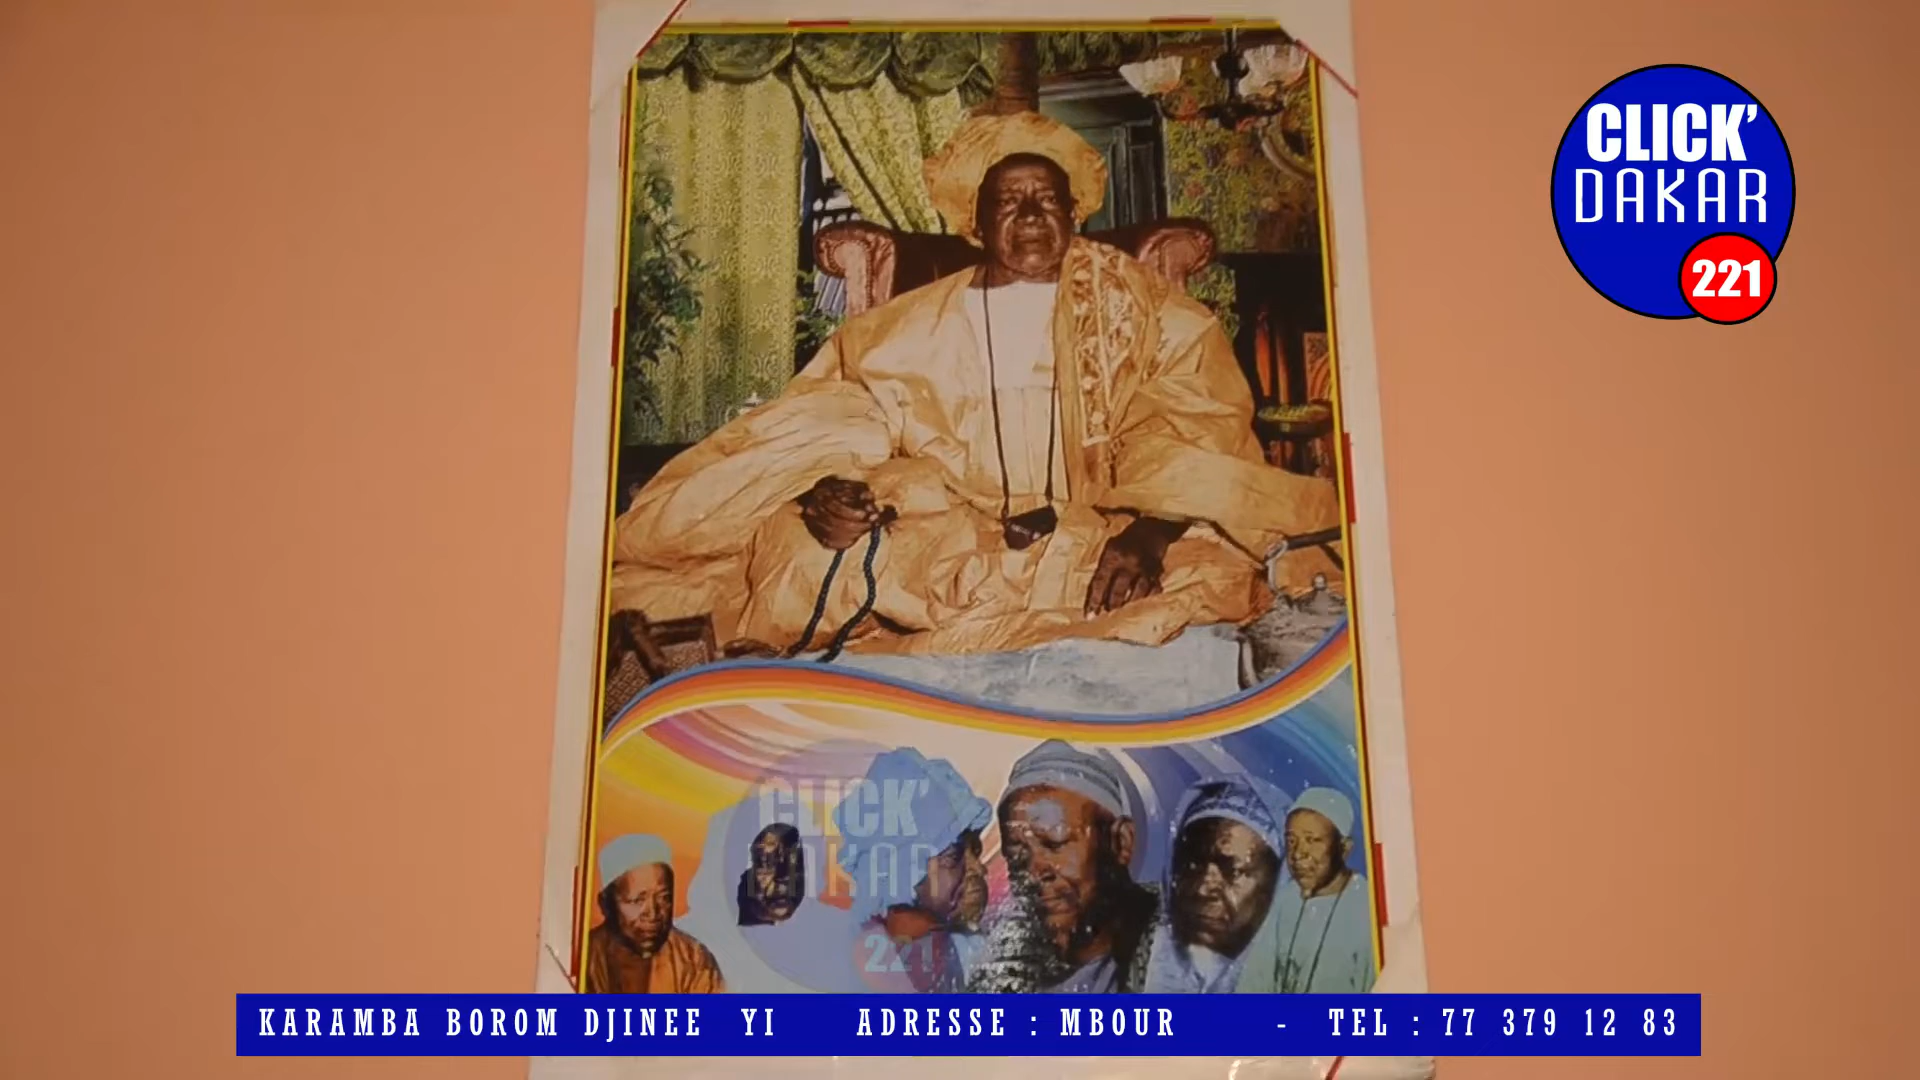 CLICK'
DAKAR
221
CLICK'
DAKAR
221
KARAMBA BOROM DJINEE YI ADRESSE : MBOUR - TEL : 77 379 12 83